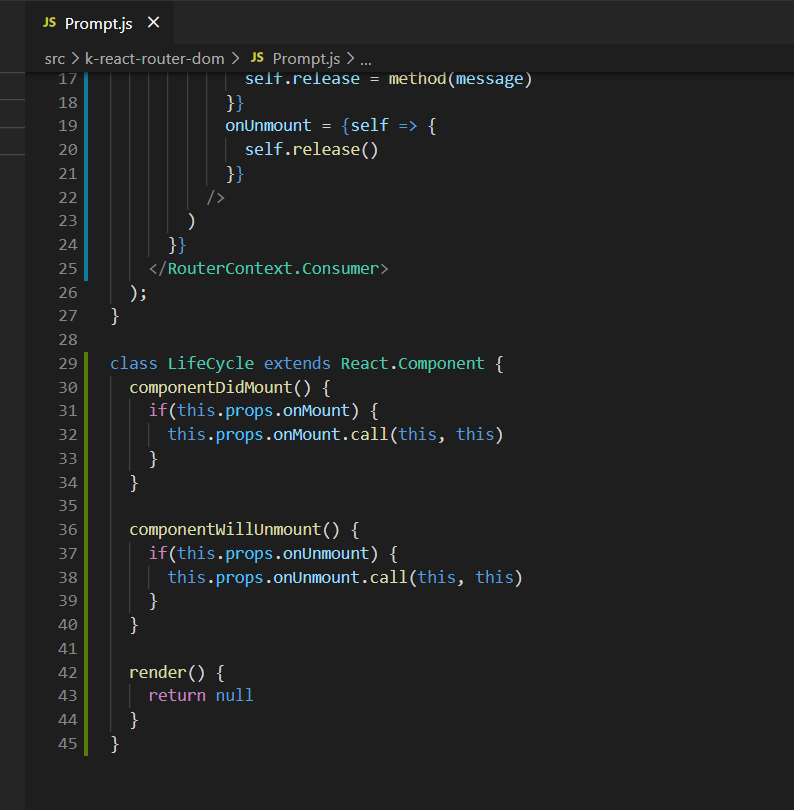 JS Prompt.js ×
src > k-react-router-dom > JS Prompt.js > ...
17 self.release = method(message)
18 }}
19 onUnmount = {self => {
20 self.release()
21 }}
22 />
23 )
24 }}
25 </RouterContext.Consumer>
26 );
27 }
28
29 class LifeCycle extends React.Component {
30 componentDidMount() {
31 if(this.props.onMount) {
32 this.props.onMount.call(this, this)
33 }
34 }
35
36 componentWillUnmount() {
37 if(this.props.onUnmount) {
38 this.props.onUnmount.call(this, this)
39 }
40 }
41
42 render() {
43 return null
44 }
45 }